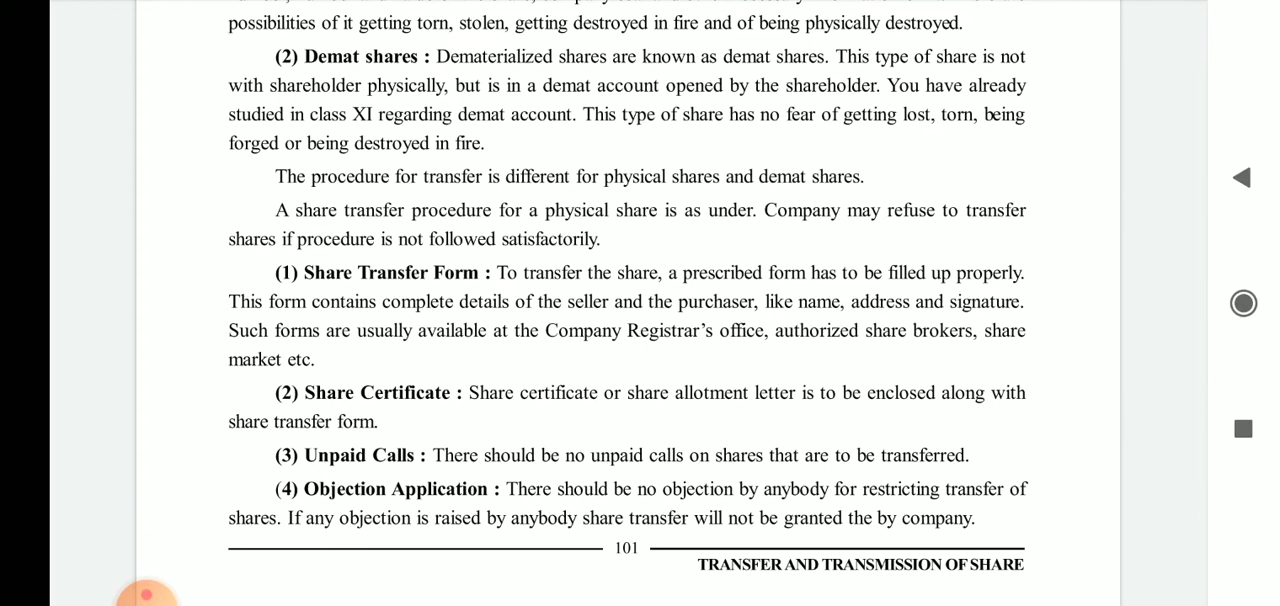 possibilities of it getting torn, stolen, getting destroyed in fire and of being physically destroyed.
(2) Demat shares : Dematerialized shares are known as demat shares. This type of share is not
with shareholder physically, but is in a demat account opened by the shareholder. You have already
studied in class XI regarding demat account. This type of share has no fear of getting lost, torn, being
forged or being destroyed in fire.
The procedure for transfer is different for physical shares and demat shares.
A share transfer procedure for a physical share is as under. Company may refuse to transfer
shares if procedure is not followed satisfactorily.
(1) Share Transfer Form : To transfer the share, a prescribed form has to be filled up properly.
This form contains complete details of the seller and the purchaser, like name, address and signature.
Such forms are usually available at the Company Registrar's office, authorized share brokers, share
market etc.
(2) Share Certificate : Share certificate or share allotment letter is to be enclosed along with
share transfer form.
(3) Unpaid Calls : There should be no unpaid calls on shares that are to be transferred.
(4) Objection Application : There should be no objection by anybody for restricting transfer of
shares. If any objection is raised by anybody share transfer will not be granted the by company.
101
TRANSFER AND TRANSMISSION OF SHARE